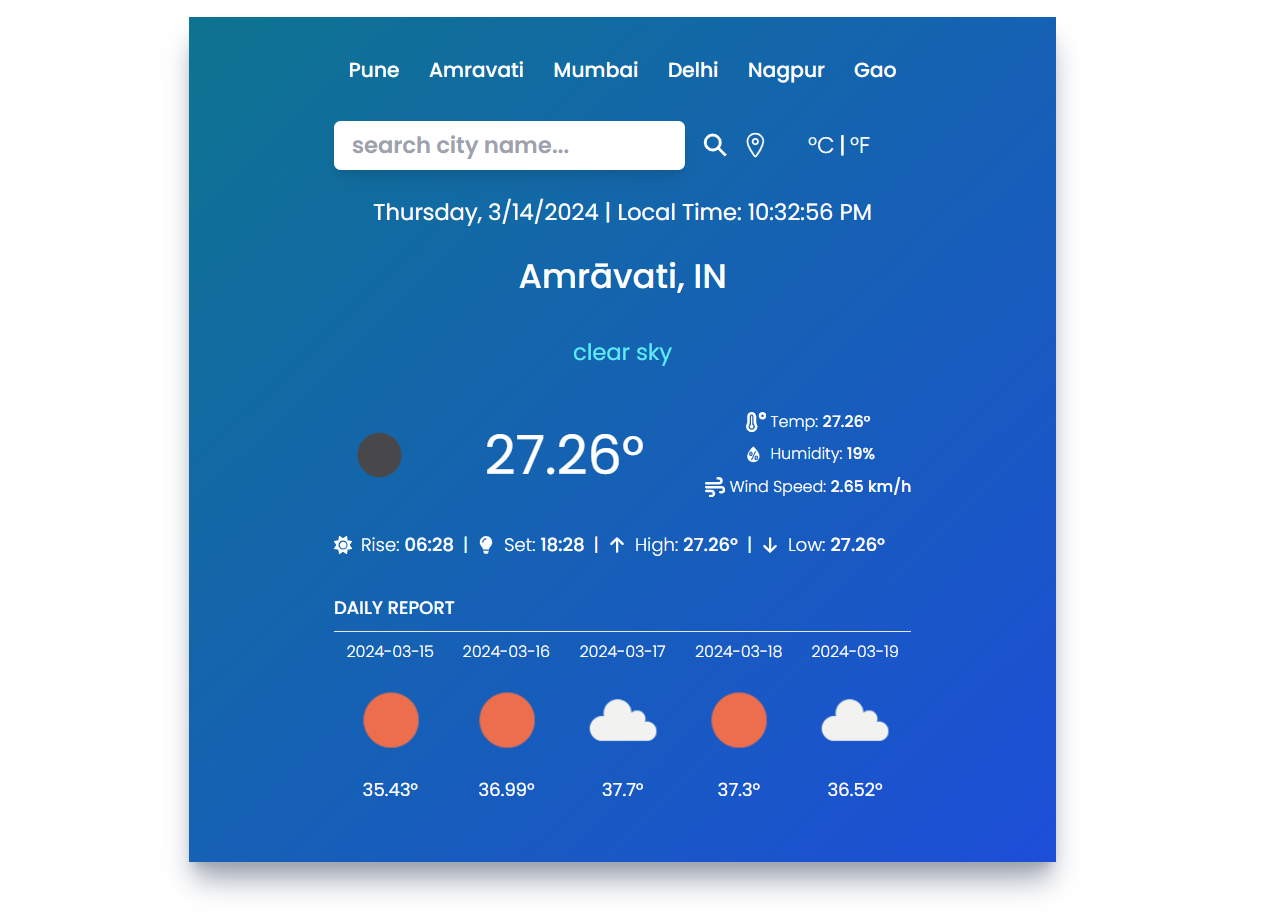 Pune Amravati Mumbai Delhi Nagpur Gao
search city name...
°C | °F
Thursday, 3/14/2024 | Local Time: 10:32:56 PM
Amrāvati, IN
clear sky
27.26°
Temp: 27.26°
Humidity: 19%
Wind Speed: 2.65 km/h
Rise: 06:28 | Set: 18:28 | High: 27.26° | Low: 27.26°
DAILY REPORT
2024-03-15 2024-03-16 2024-03-17 2024-03-18 2024-03-19
35.43° 36.99° 37.7° 37.3° 36.52°